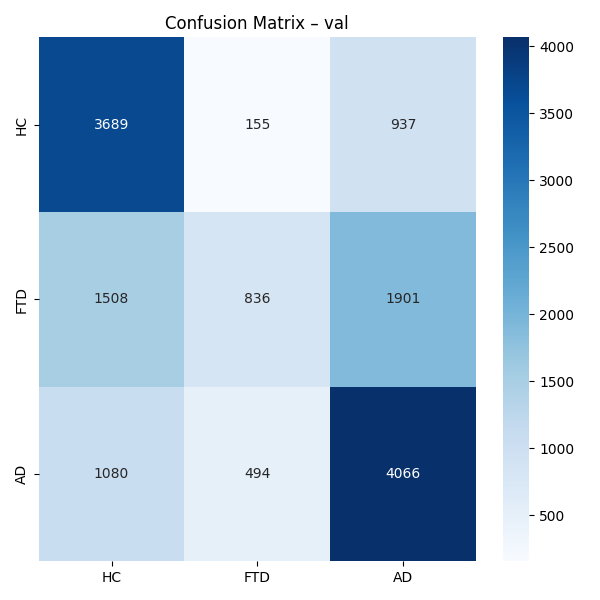 Confusion Matrix – val
HC
3689 155 937
FTD
1508 836 1901
AD
1080 494 4066
HC FTD AD
4000
3500
3000
2500
2000
1500
1000
500